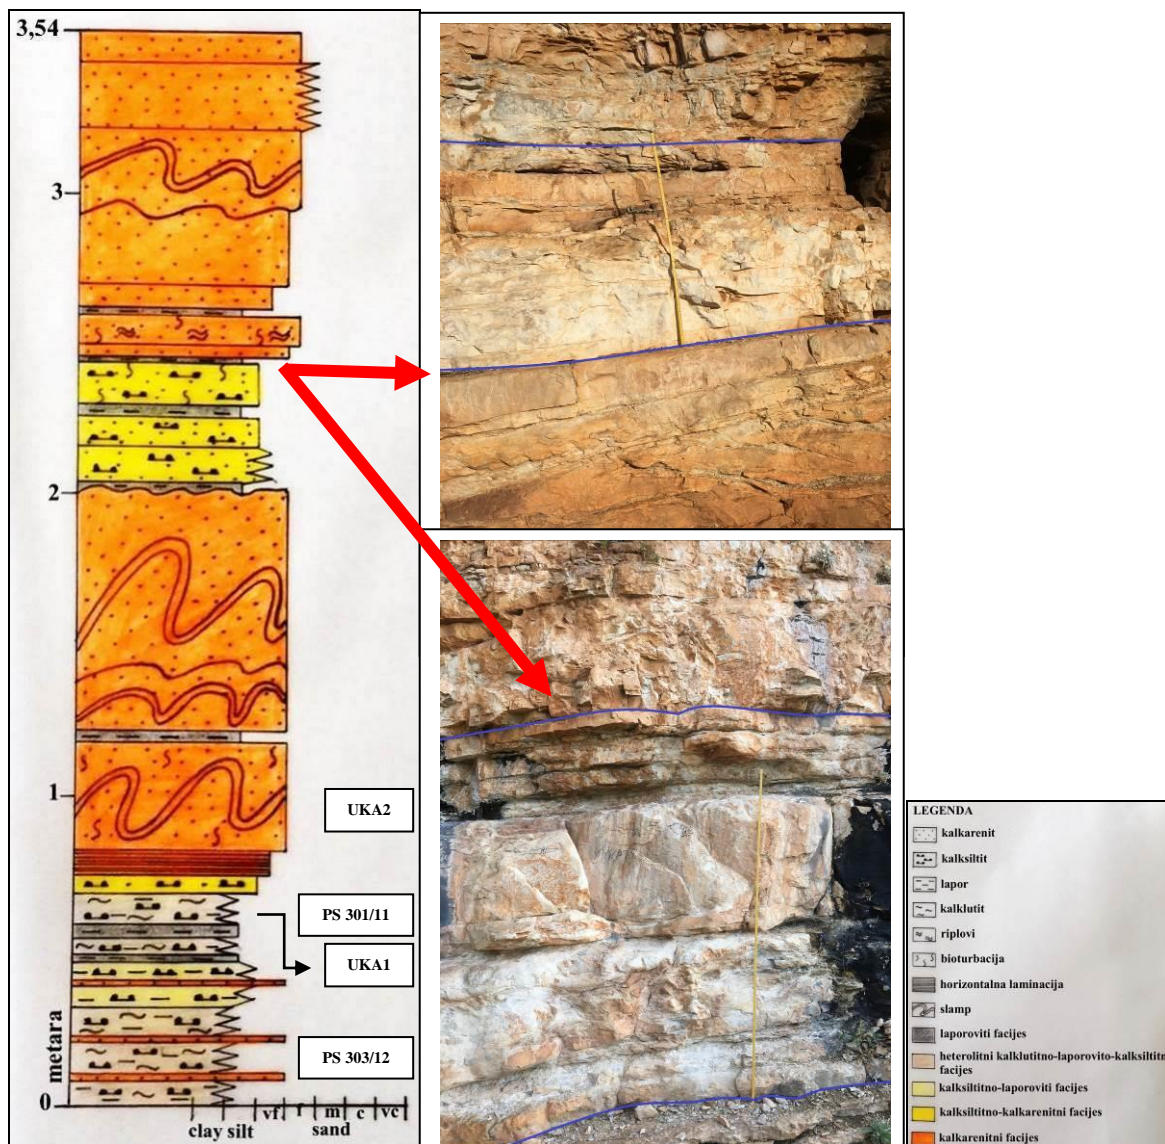 3,54
3
2
1
0
metara
clay silt
vf
f
m
c
vc
sand
UKA2
PS 301/11
UKA1
PS 303/12
LEGENDA
kalkarenit
kalksiltit
lapor
kalklutit
riplovi
bioturbacija
horizontalna laminacija
slamp
laporoviti facijes
heterolitni kalklutitno-laporovito-kalksiltitni
facijes
kalksiltitno-laporoviti facijes
kalksiltitno-kalkarenitni facijes
kalkarenitni facijes